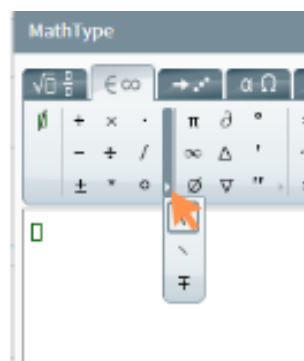 MathType
√□ □/□ ∈∞ →⋰ α Ω
+ × · π ∂ °
− ÷ / ∞ Δ '
± * ∘ ∅ ∇ "
\
∓